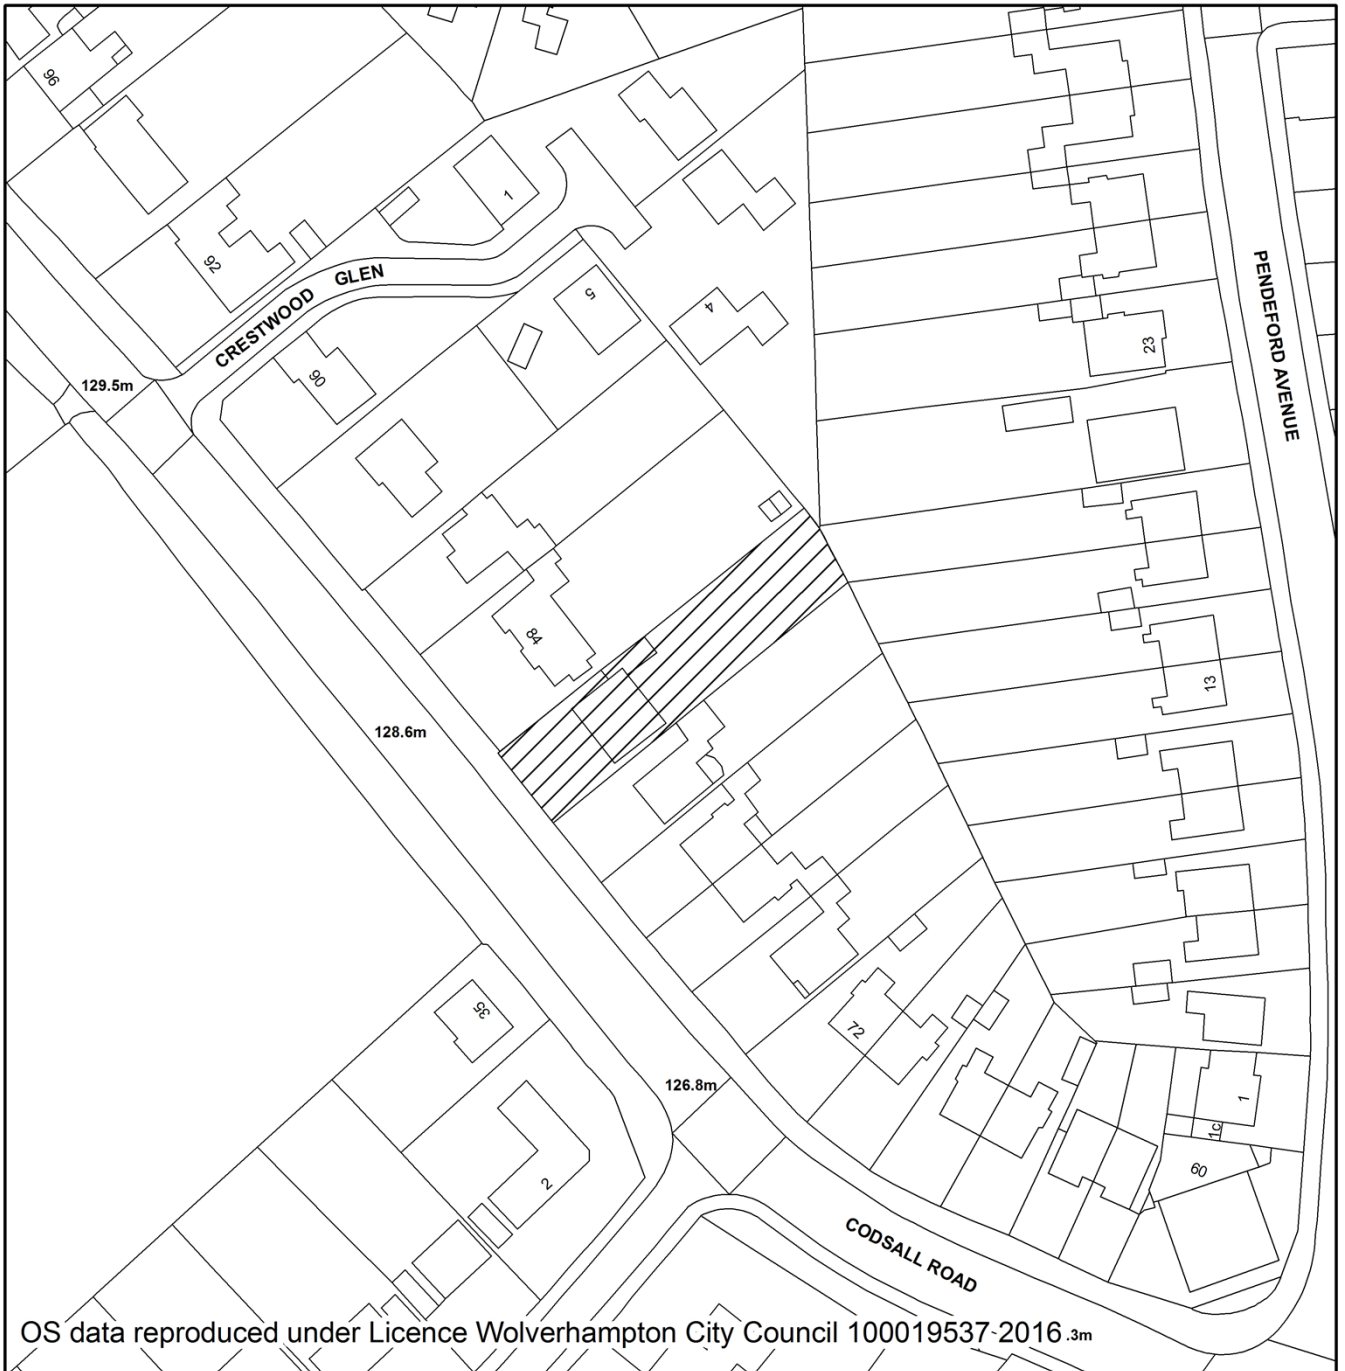 96
1
92
CRESTWOOD GLEN
5
4
90
129.5m
23
PENDEFORD AVENUE
84
13
128.6m
35
72
126.8m
1
1c
60
2
CODSALL ROAD
OS data reproduced under Licence Wolverhampton City Council 100019537-2016 .3m